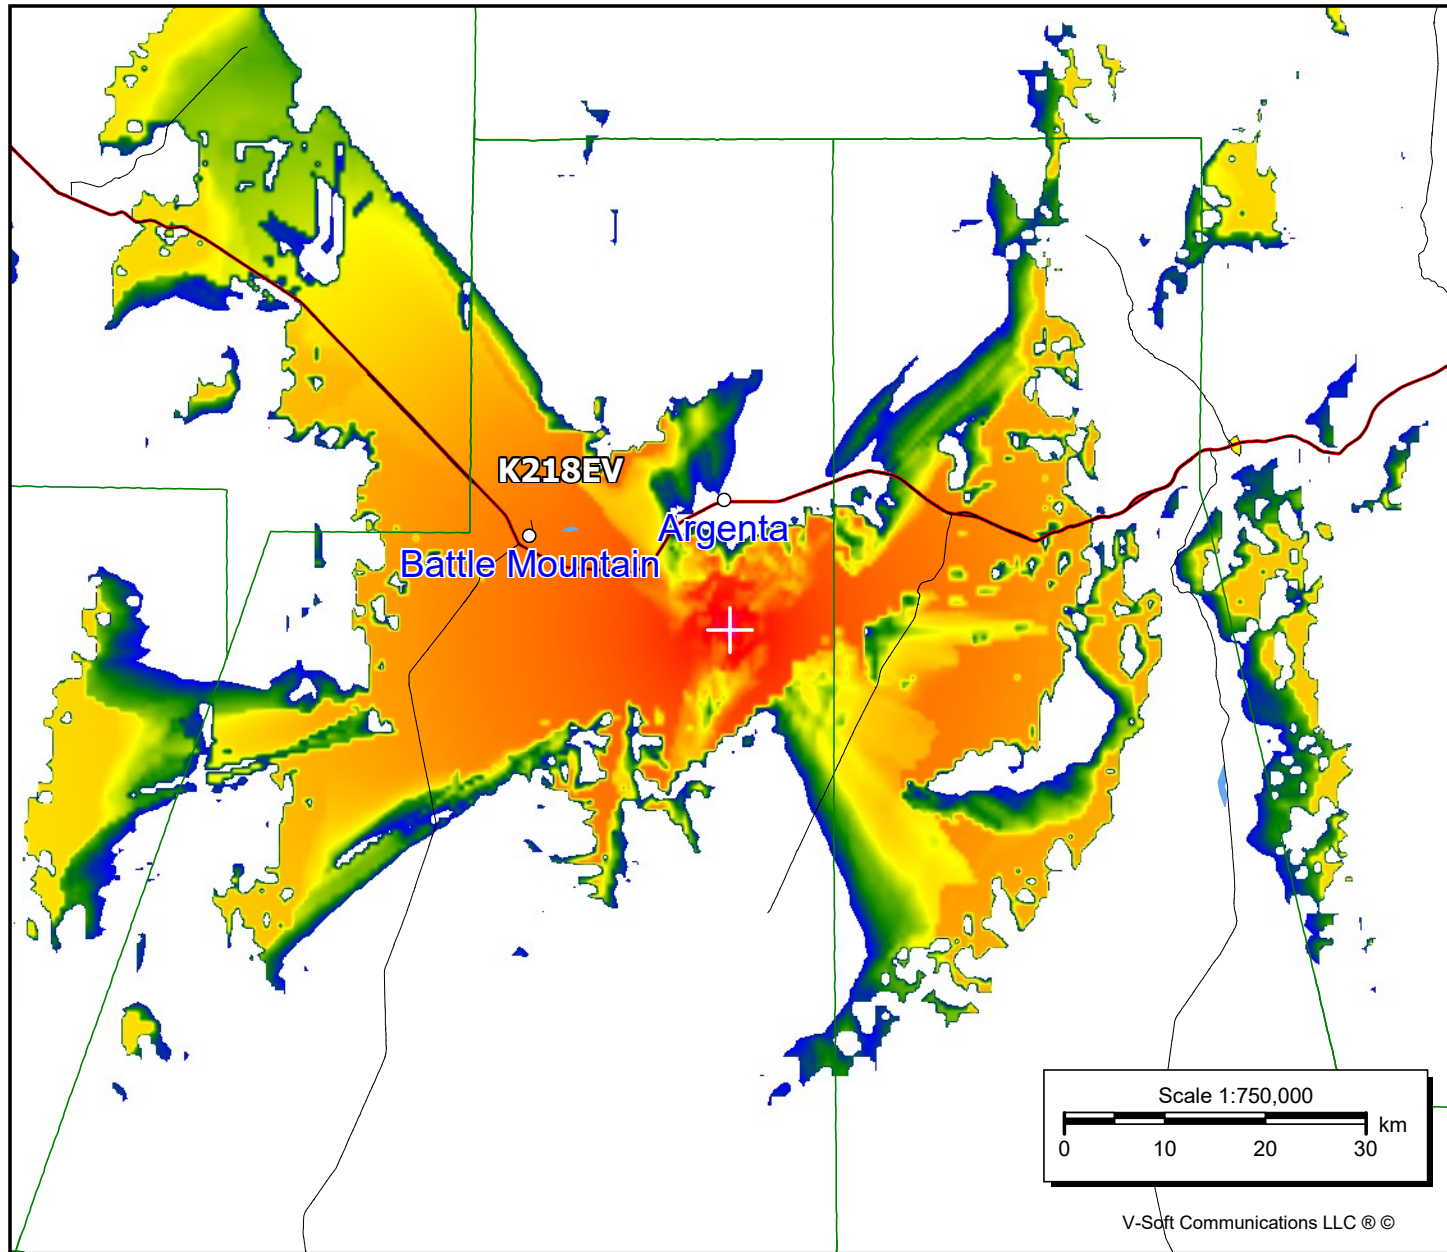 K218EV
Argenta
Battle Mountain
Scale 1:750,000
km
0 10 20 30
V-Soft Communications LLC ® ©